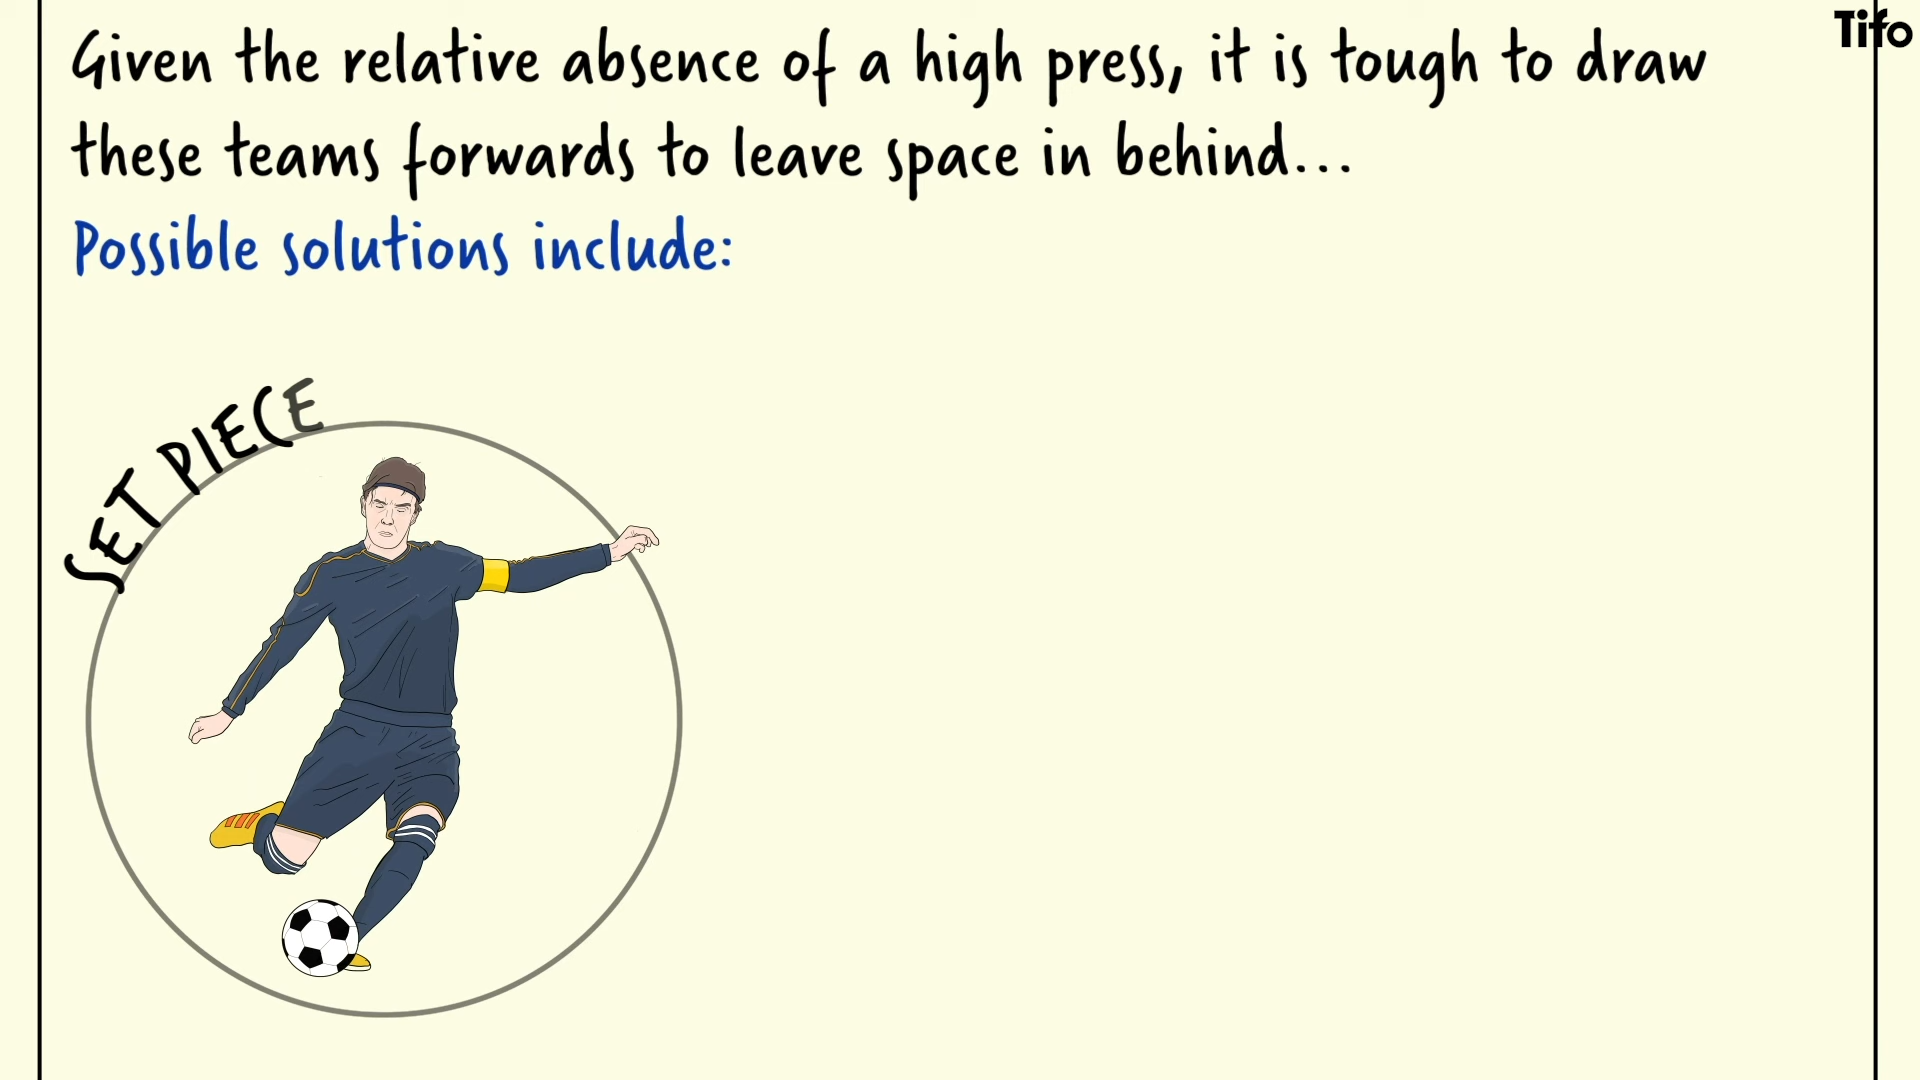 Tifo
Given the relative absence of a high press, it is tough to draw
these teams forwards to leave space in behind...
Possible solutions include:
SET PIECE